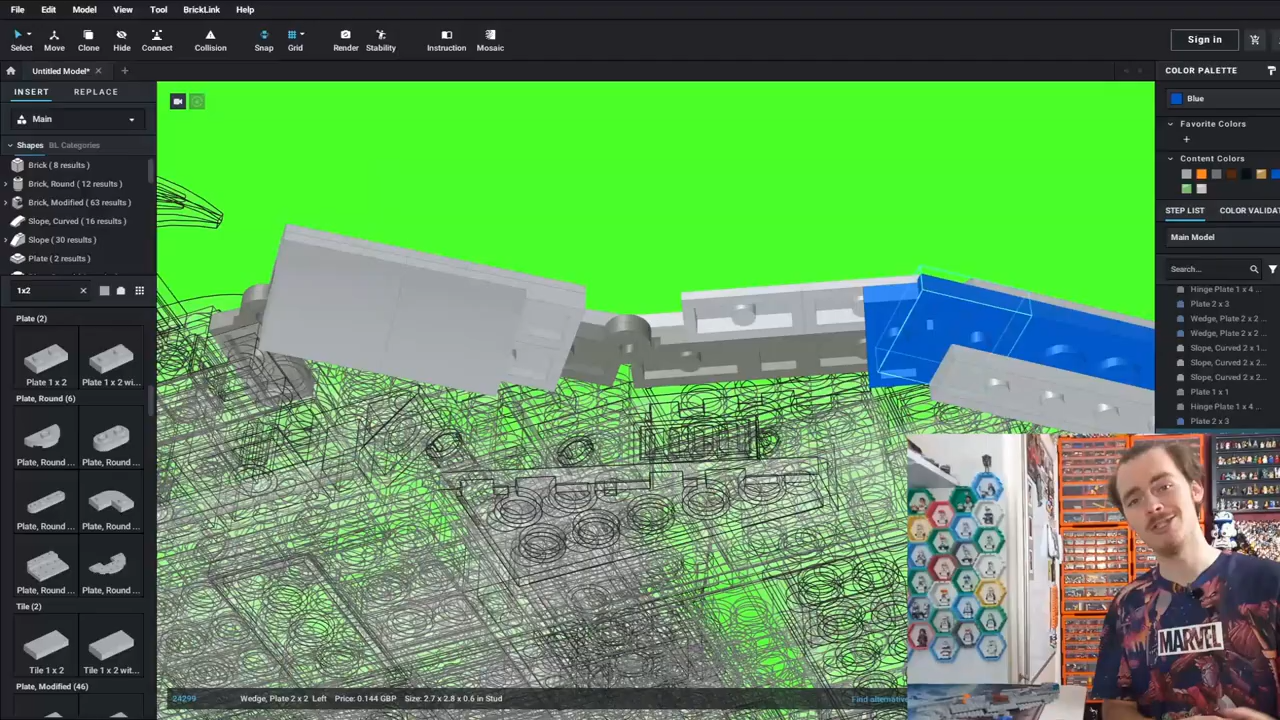 File Edit Model View Tool BrickLink Help
Select Move Clone Hide Connect Collision Snap Grid Render Stability Instruction Mosaic
Sign in
Untitled Model*
INSERT REPLACE
Main
Shapes BL Categories
Brick ( 8 results )
Brick, Round ( 12 results )
Brick, Modified ( 63 results )
Slope, Curved ( 16 results )
Slope ( 30 results )
Plate ( 2 results )
1x2
Plate (2)
Plate 1 x 2 Plate 1 x 2 wi...
Plate, Round (6)
Plate, Round ... Plate, Round ...
Plate, Round ... Plate, Round ...
Plate, Round ... Plate, Round ...
Tile (2)
Tile 1 x 2 Tile 1 x 2 wit...
Plate, Modified (46)
24299 Wedge, Plate 2 x 2 Left Price: 0.144 GBP Size: 2.7 x 2.8 x 0.6 in Stud Find alternativ
COLOR PALETTE
Blue
Favorite Colors
Content Colors
STEP LIST COLOR VALIDAT
Main Model
Search...
Hinge Plate 1 x 4 ...
Plate 2 x 3
Wedge, Plate 2 x 2 ...
Wedge, Plate 2 x 2 ...
Slope, Curved 2 x 1...
Slope, Curved 2 x 2...
Slope, Curved 2 x 2...
Plate 1 x 1
Hinge Plate 1 x 4 ...
Plate 2 x 3
MARVEL